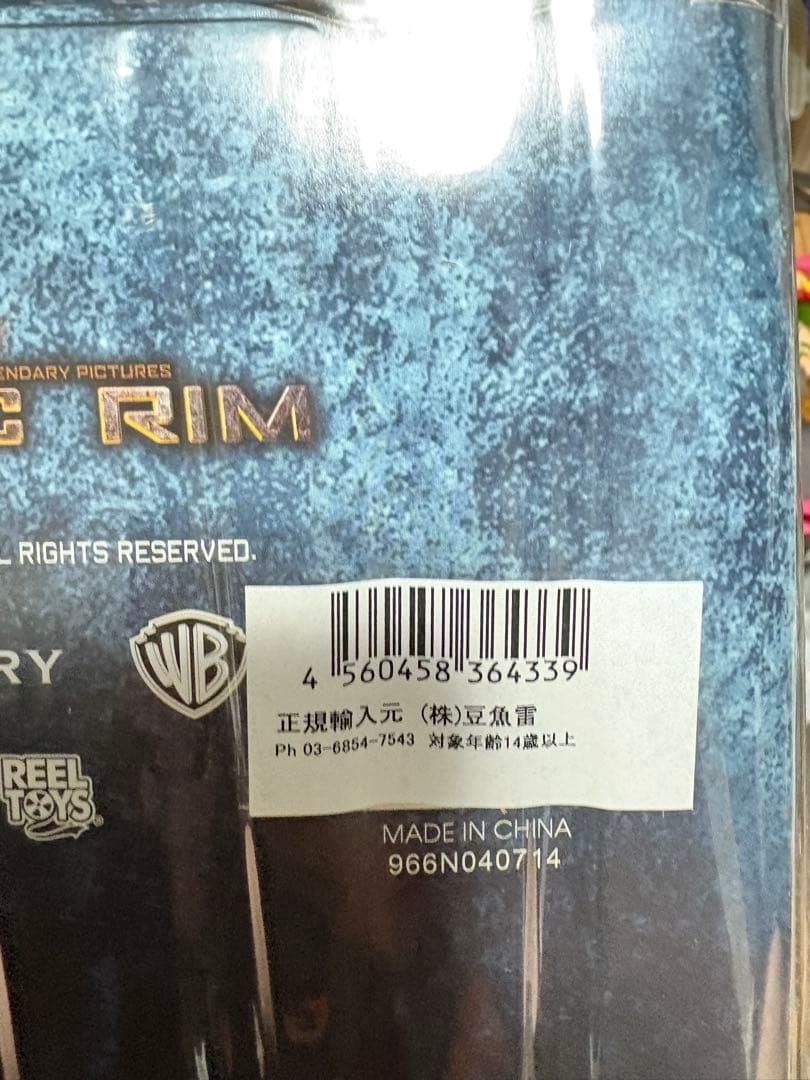 ENDARY PICTURES
C RIM
L RIGHTS RESERVED.
RY
WB
REEL
TOYS®
4 560458 364339
正規輸入元 (株)豆魚雷
Ph 03-6854-7543 対象年齢14歳以上
MADE IN CHINA
966N040714